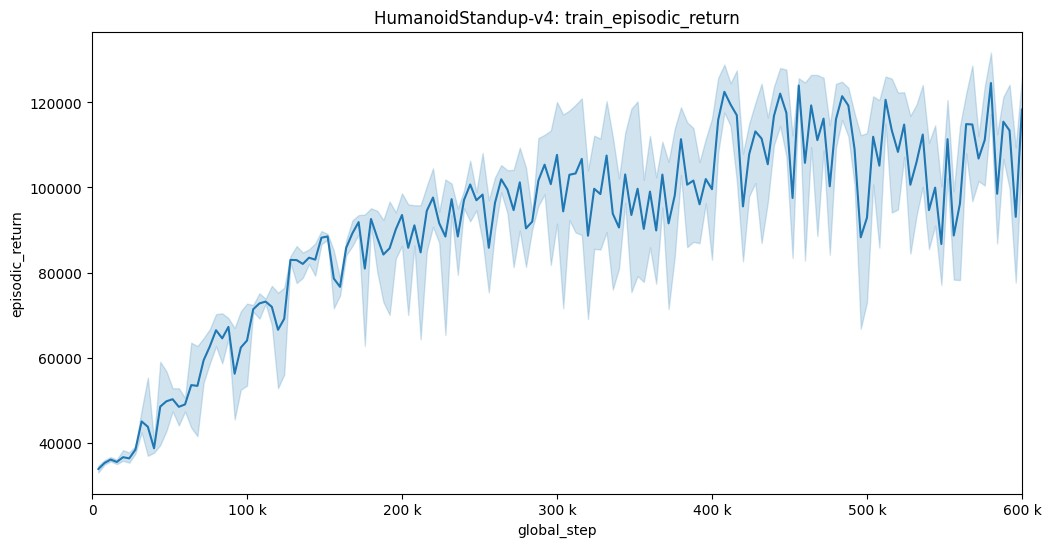 HumanoidStandup-v4: train_episodic_return
episodic_return
120000
100000
80000
60000
40000
0
100 k
200 k
300 k
400 k
500 k
600 k
global_step